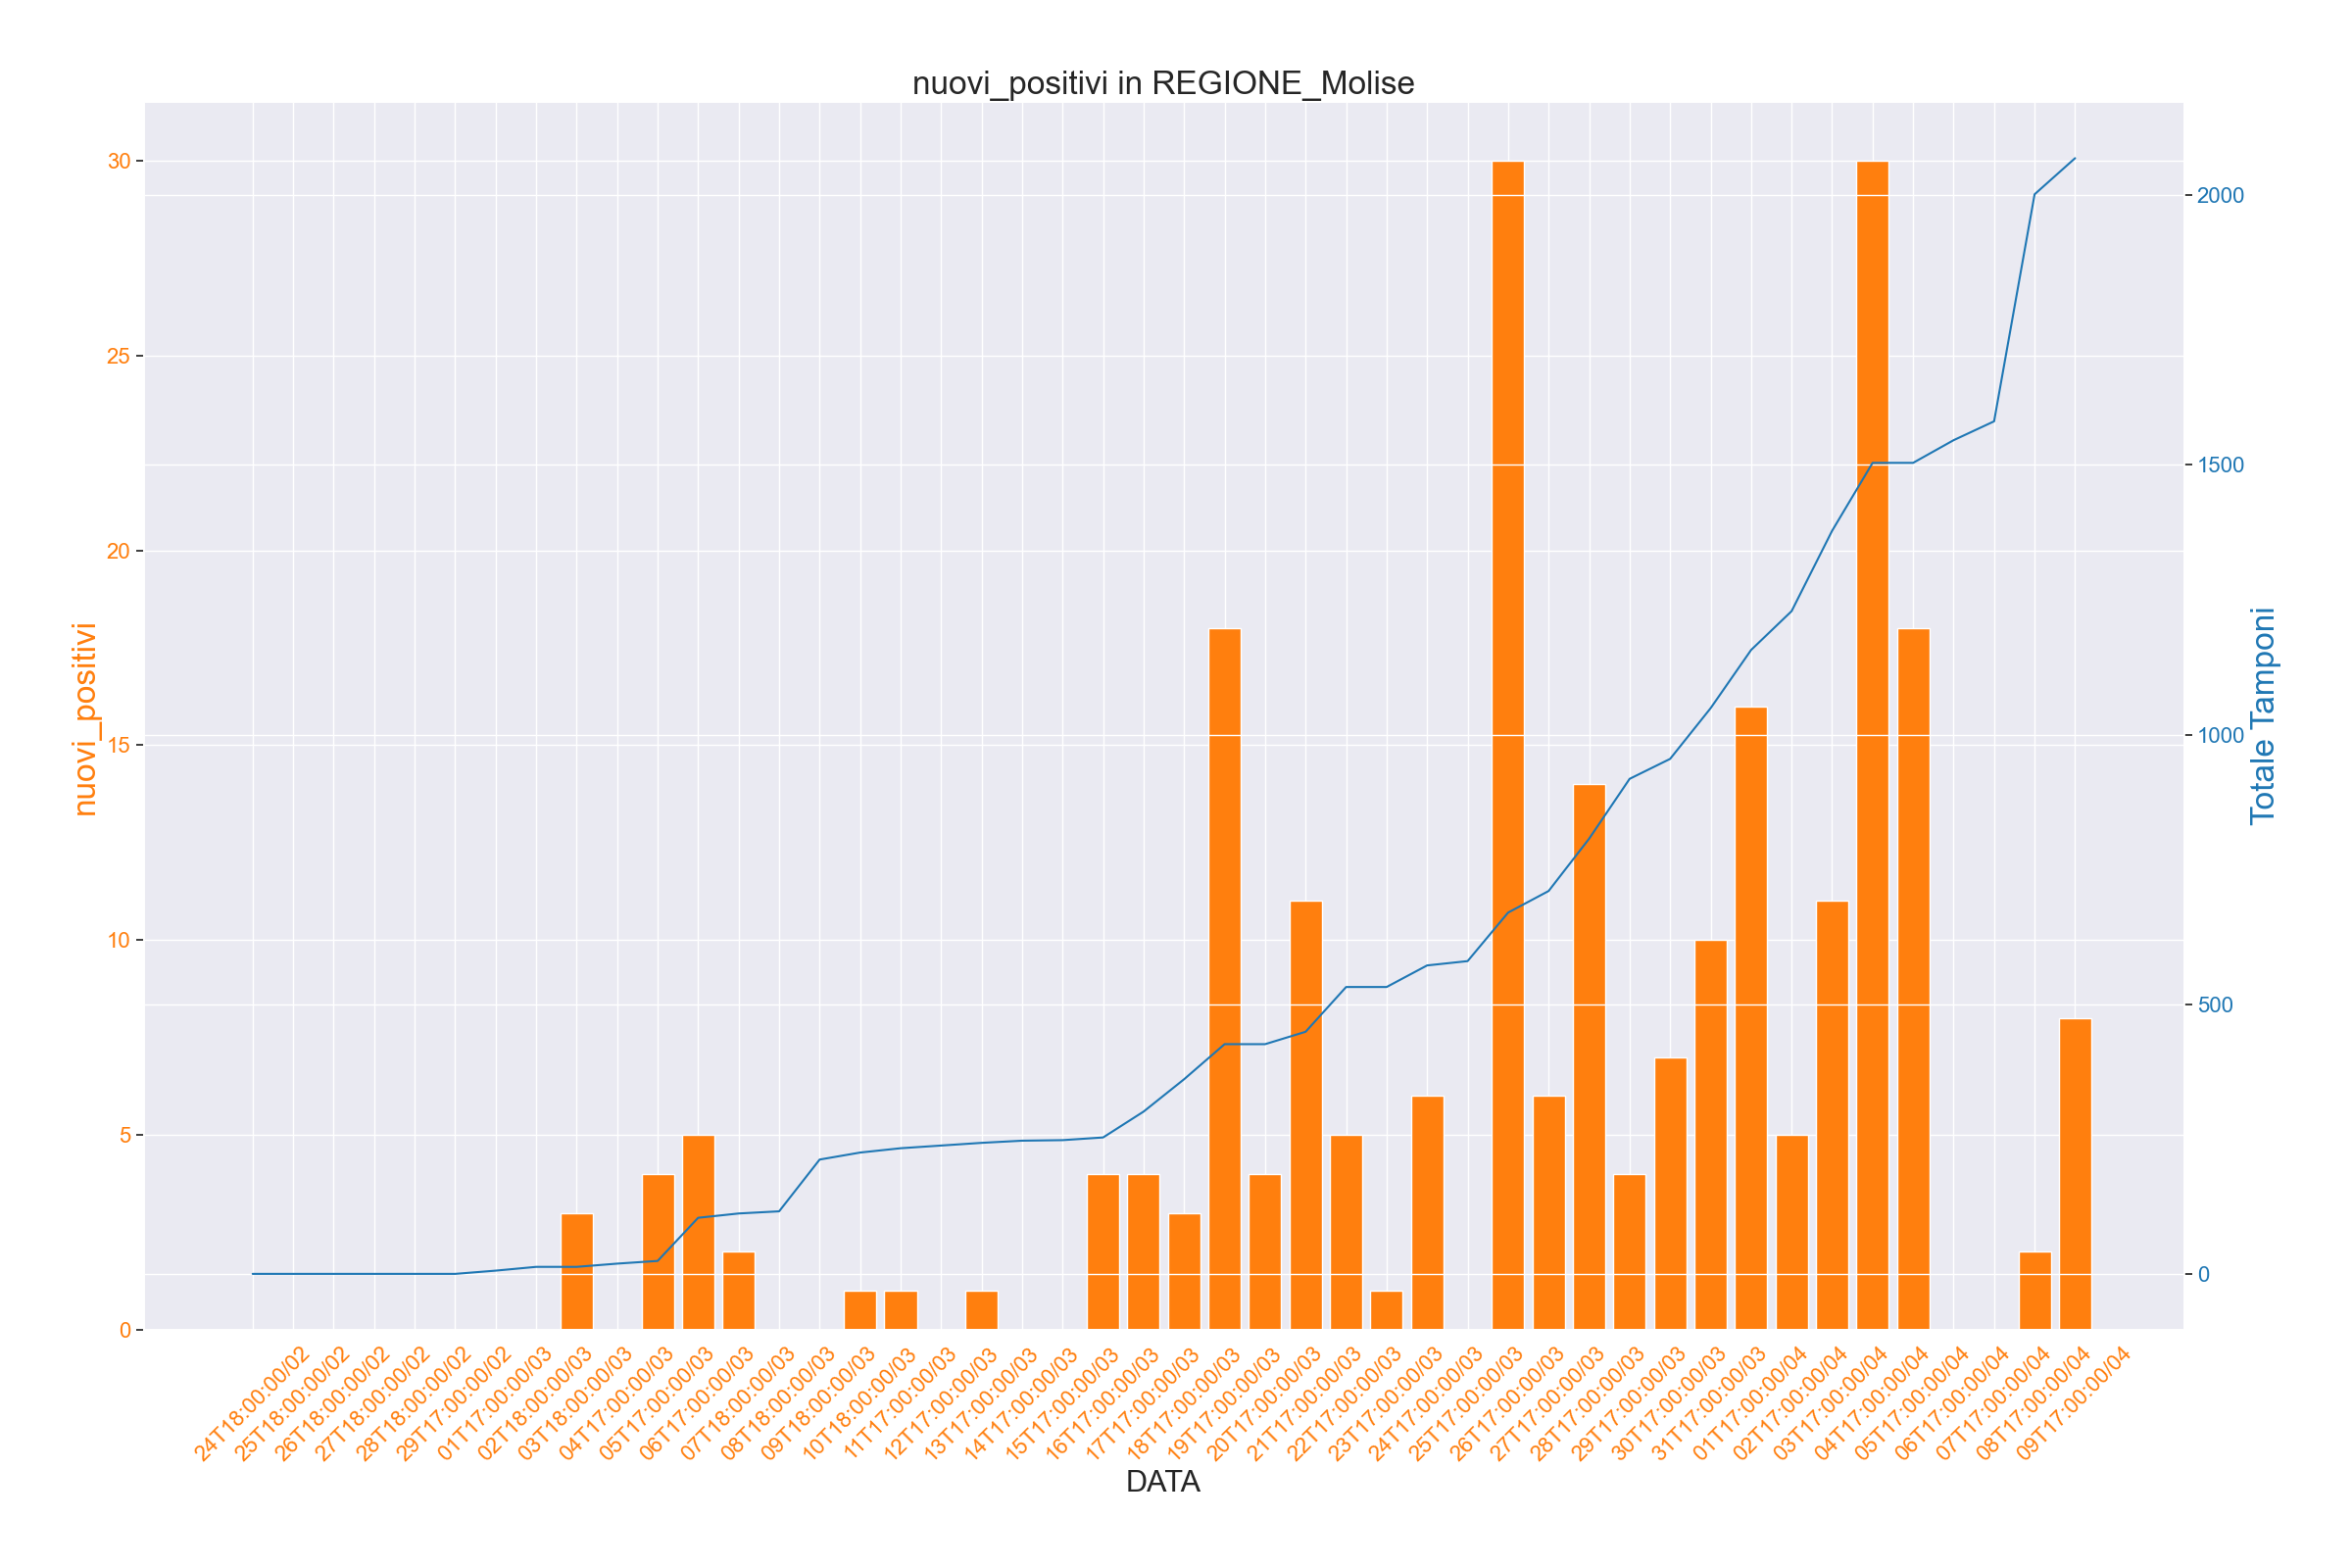 nuovi_positivi in REGIONE_Molise
30
25
20
15
10
5
0
nuovi_positivi
2000
1500
1000
500
0
Totale Tamponi
24T18:00:00/02
25T18:00:00/02
26T18:00:00/02
27T18:00:00/02
28T18:00:00/02
29T17:00:00/02
01T17:00:00/03
02T18:00:00/03
03T18:00:00/03
04T17:00:00/03
05T17:00:00/03
06T17:00:00/03
07T18:00:00/03
08T18:00:00/03
09T18:00:00/03
10T18:00:00/03
11T17:00:00/03
12T17:00:00/03
13T17:00:00/03
14T17:00:00/03
15T17:00:00/03
16T17:00:00/03
17T17:00:00/03
18T17:00:00/03
19T17:00:00/03
20T17:00:00/03
21T17:00:00/03
22T17:00:00/03
23T17:00:00/03
24T17:00:00/03
25T17:00:00/03
26T17:00:00/03
27T17:00:00/03
28T17:00:00/03
29T17:00:00/03
30T17:00:00/03
31T17:00:00/03
01T17:00:00/04
02T17:00:00/04
03T17:00:00/04
04T17:00:00/04
05T17:00:00/04
06T17:00:00/04
07T17:00:00/04
08T17:00:00/04
09T17:00:00/04
DATA